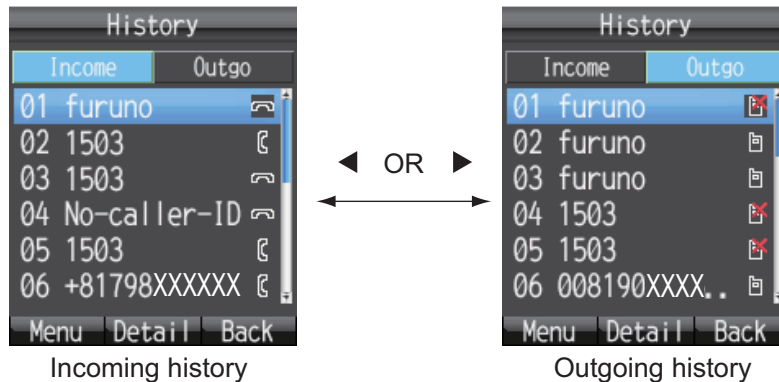 History
Income Outgo
01 furuno
02 1503
03 1503
04 No-caller-ID
05 1503
06 +81798XXXXXX
Menu Detail Back
Incoming history
◀ OR ▶
History
Income Outgo
01 furuno
02 furuno
03 furuno
04 1503
05 1503
06 008190XXXX..
Menu Detail Back
Outgoing history